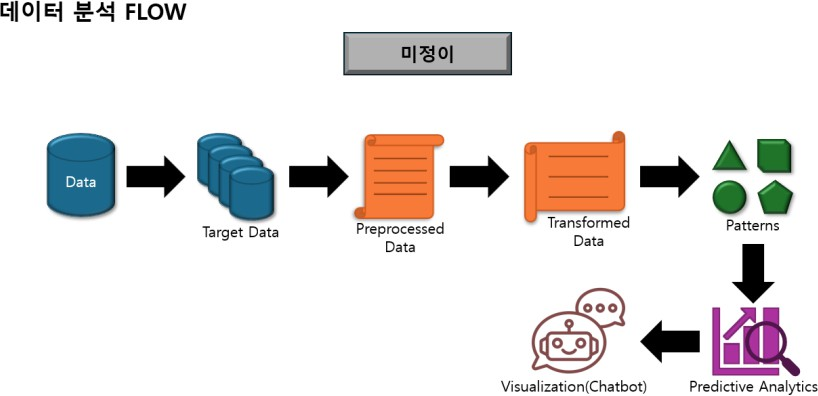 데이터 분석 FLOW
미정이
Data
Target Data
Preprocessed
Data
Transformed
Data
Patterns
Visualization(Chatbot)
Predictive Analytics